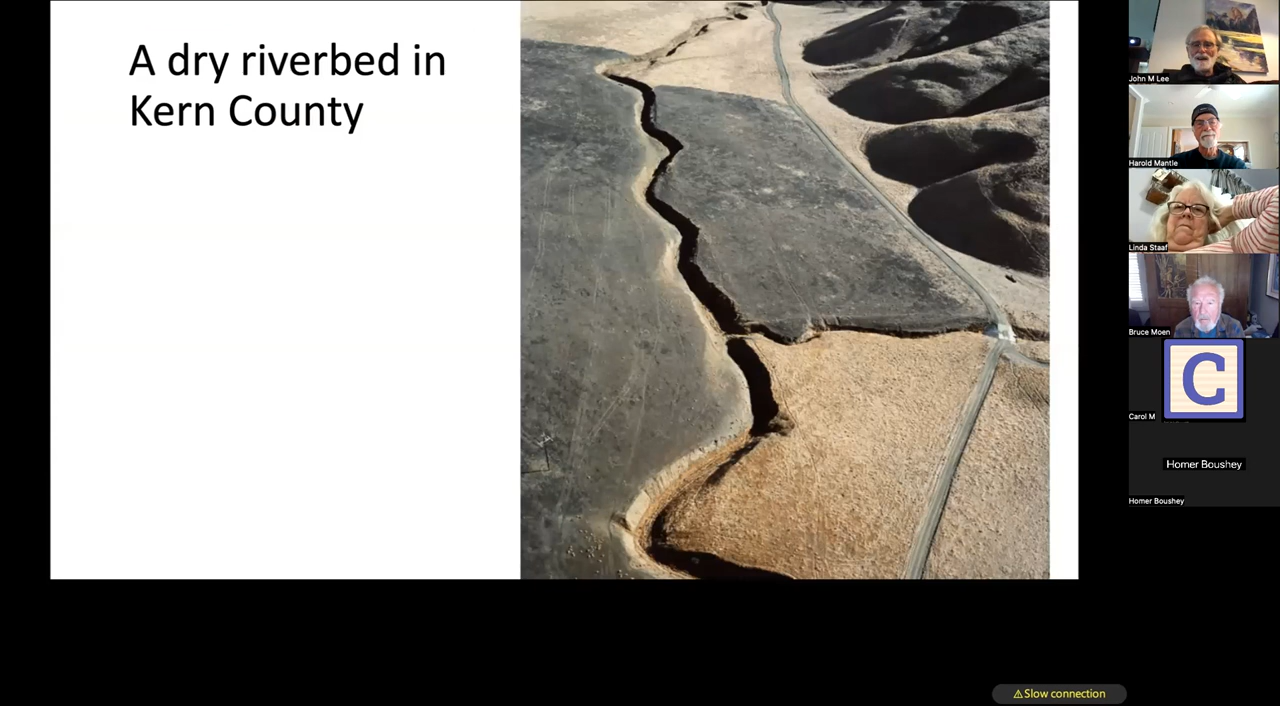 A dry riverbed in
Kern County
John M Lee
Harold Mantle
Linda Staaf
Bruce Moen
C
Carol M
Homer Boushey
Homer Boushey
⚠Slow connection